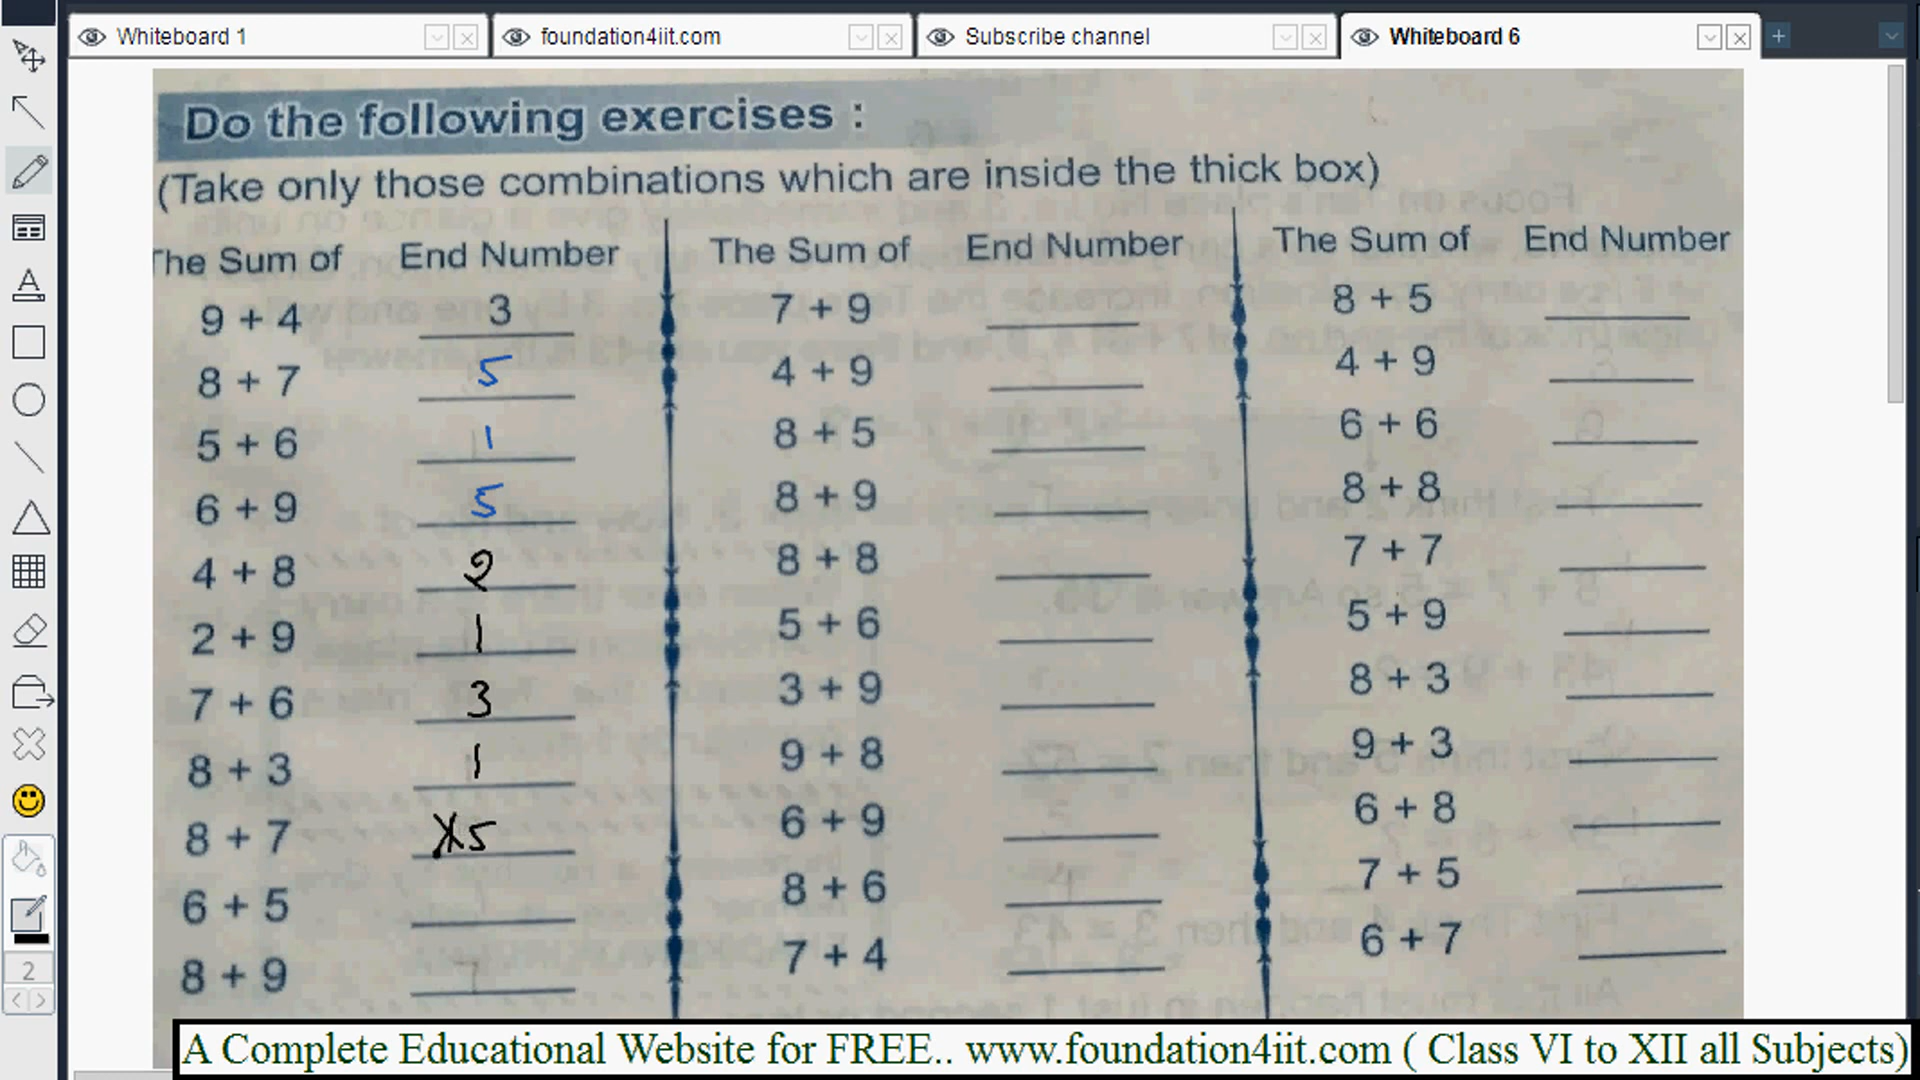 Whiteboard 1 foundation4iit.com Subscribe channel Whiteboard 6
Do the following exercises :
(Take only those combinations which are inside the thick box)
The Sum of End Number The Sum of End Number The Sum of End Number
9 + 4 3 7 + 9 8 + 5
8 + 7 5 4 + 9 4 + 9
5 + 6 1 8 + 5 6 + 6
6 + 9 5 8 + 9 8 + 8
4 + 8 2 8 + 8 7 + 7
2 + 9 1 5 + 6 5 + 9
7 + 6 3 3 + 9 8 + 3
8 + 3 1 9 + 8 9 + 3
8 + 7 5 6 + 9 6 + 8
6 + 5 8 + 6 7 + 5
8 + 9 7 + 4 6 + 7
2
A Complete Educational Website for FREE.. www.foundation4iit.com ( Class VI to XII all Subjects)